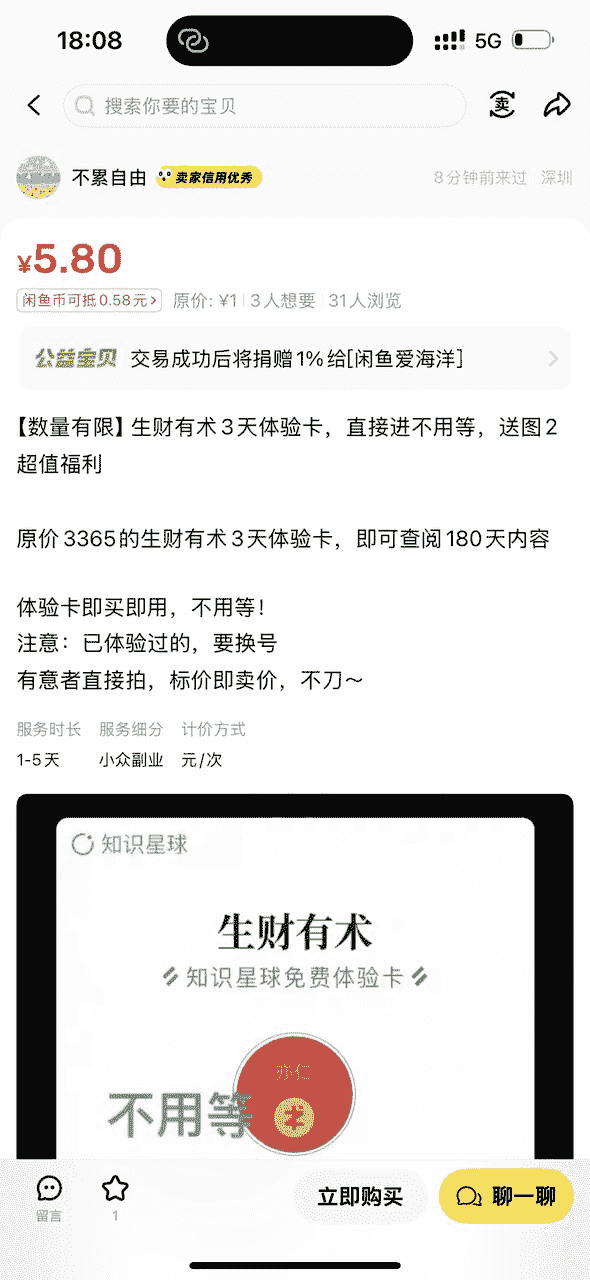 18:08
5G
搜索你要的宝贝
卖
不累自由
卖家信用优秀
8分钟前来过
深圳
¥5.80
闲鱼币可抵0.58元>
原价: ¥1
3人想要
31人浏览
公益宝贝
交易成功后将捐赠1%给[闲鱼爱海洋]
【数量有限】生财有术3天体验卡，直接进不用等，送图2
超值福利
原价3365的生财有术3天体验卡，即可查阅180天内容
体验卡即买即用，不用等！
注意：已体验过的，要换号
有意者直接拍，标价即卖价，不刀～
服务时长 服务细分 计价方式
1-5天 小众副业 元/次
知识星球
生财有术
知识星球免费体验卡
亦仁
不用等
留言
1
立即购买
聊一聊